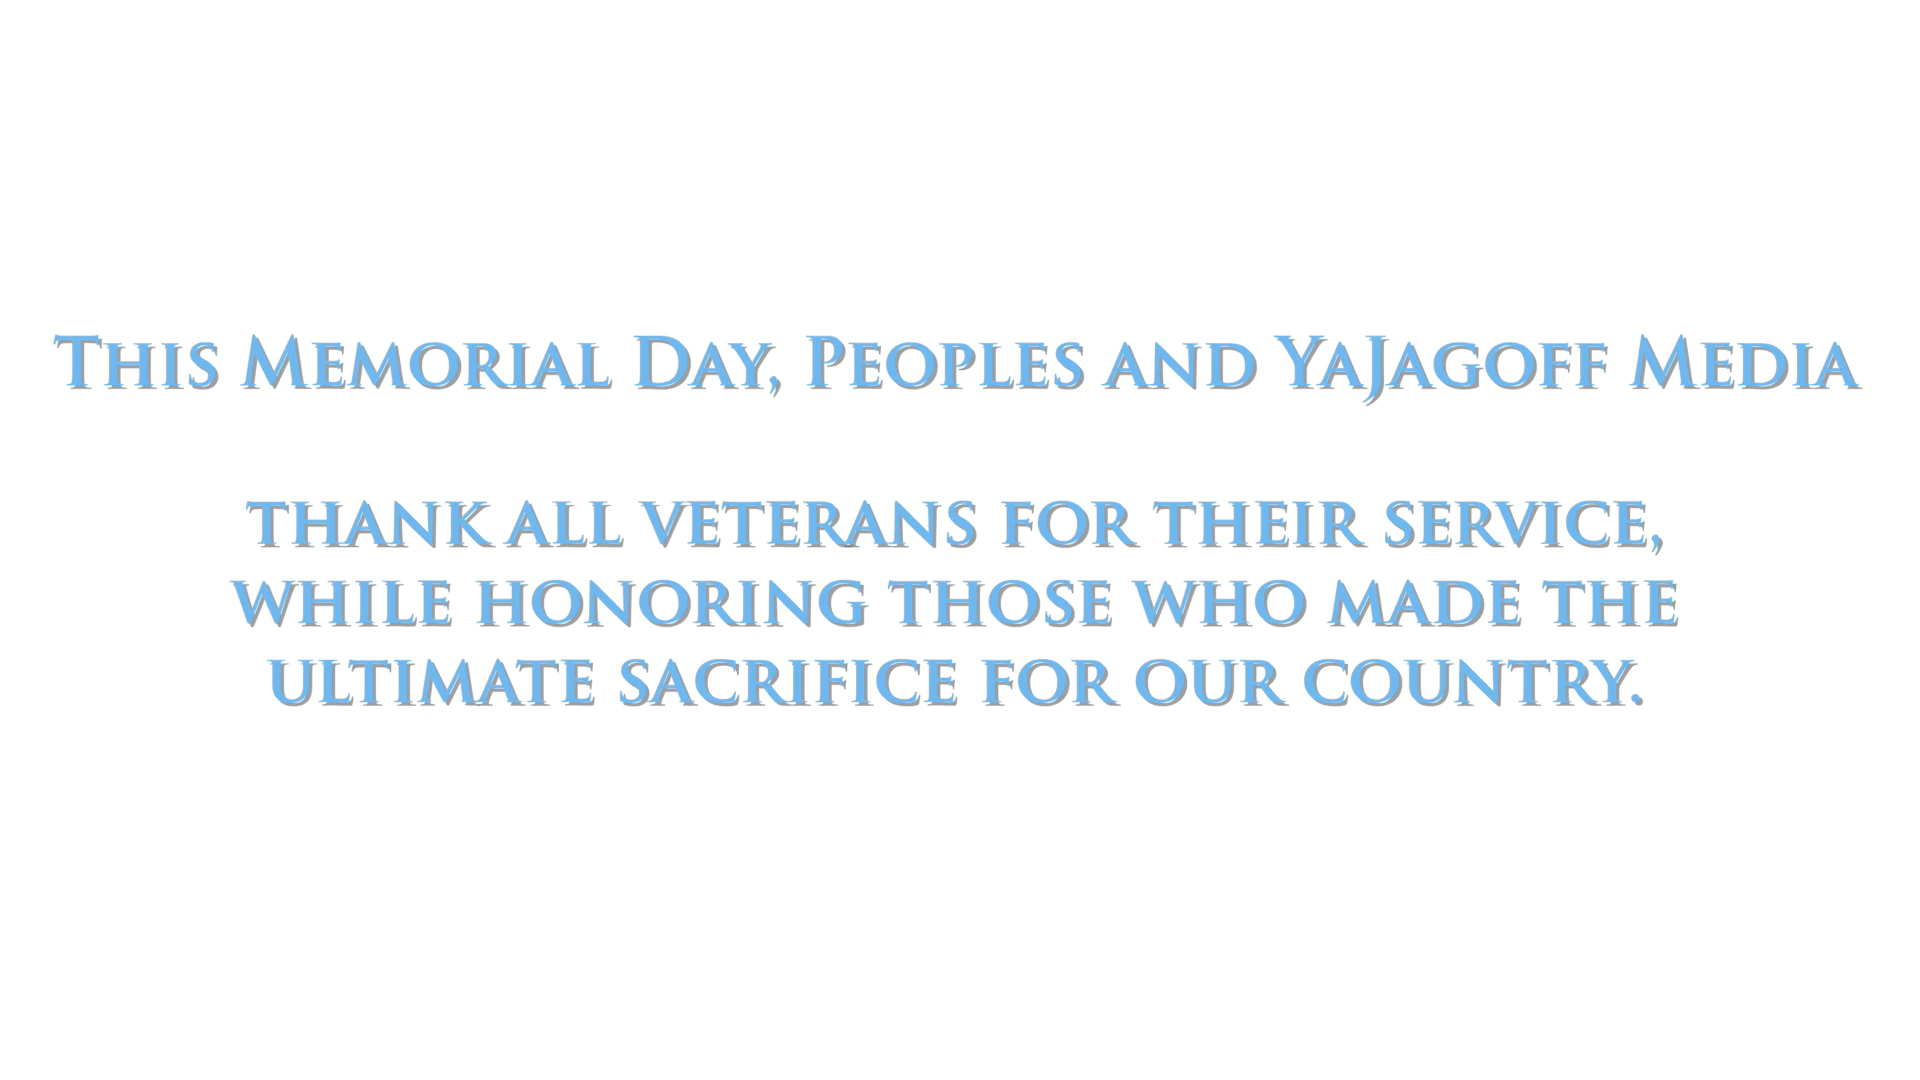 This Memorial Day, Peoples and YaJagoff Media
thank all veterans for their service,
while honoring those who made the
ultimate sacrifice for our country.